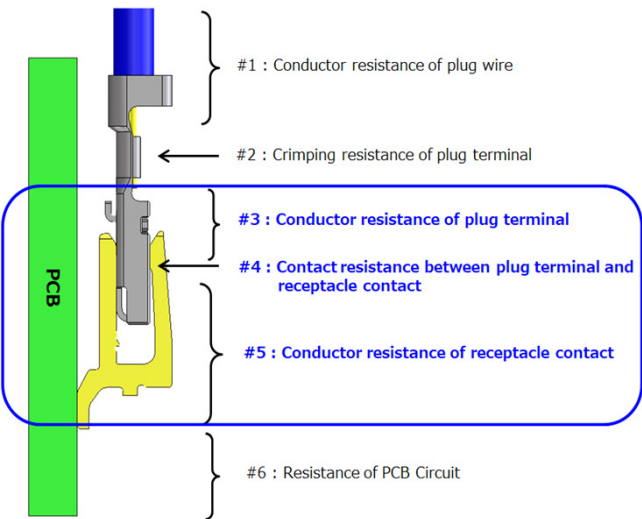 #1 : Conductor resistance of plug wire
#2 : Crimping resistance of plug terminal
#3 : Conductor resistance of plug terminal
#4 : Contact resistance between plug terminal and
receptacle contact
PCB
#5 : Conductor resistance of receptacle contact
#6 : Resistance of PCB Circuit